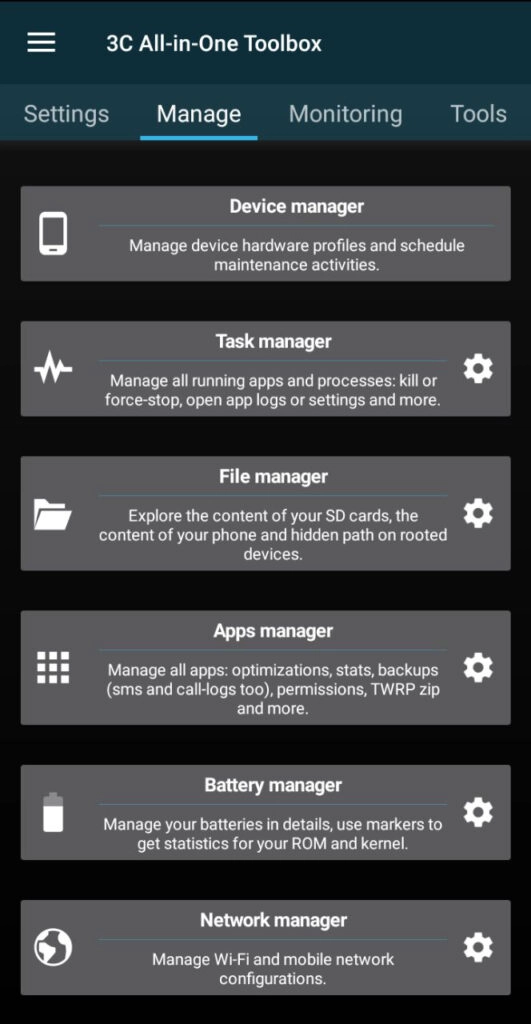 3C All-in-One Toolbox
Settings Manage Monitoring Tools
Device manager
Manage device hardware profiles and schedule
maintenance activities.
Task manager
Manage all running apps and processes: kill or
force-stop, open app logs or settings and more.
File manager
Explore the content of your SD cards, the
content of your phone and hidden path on rooted
devices.
Apps manager
Manage all apps: optimizations, stats, backups
(sms and call-logs too), permissions, TWRP zip
and more.
Battery manager
Manage your batteries in details, use markers to
get statistics for your ROM and kernel.
Network manager
Manage Wi-Fi and mobile network
configurations.